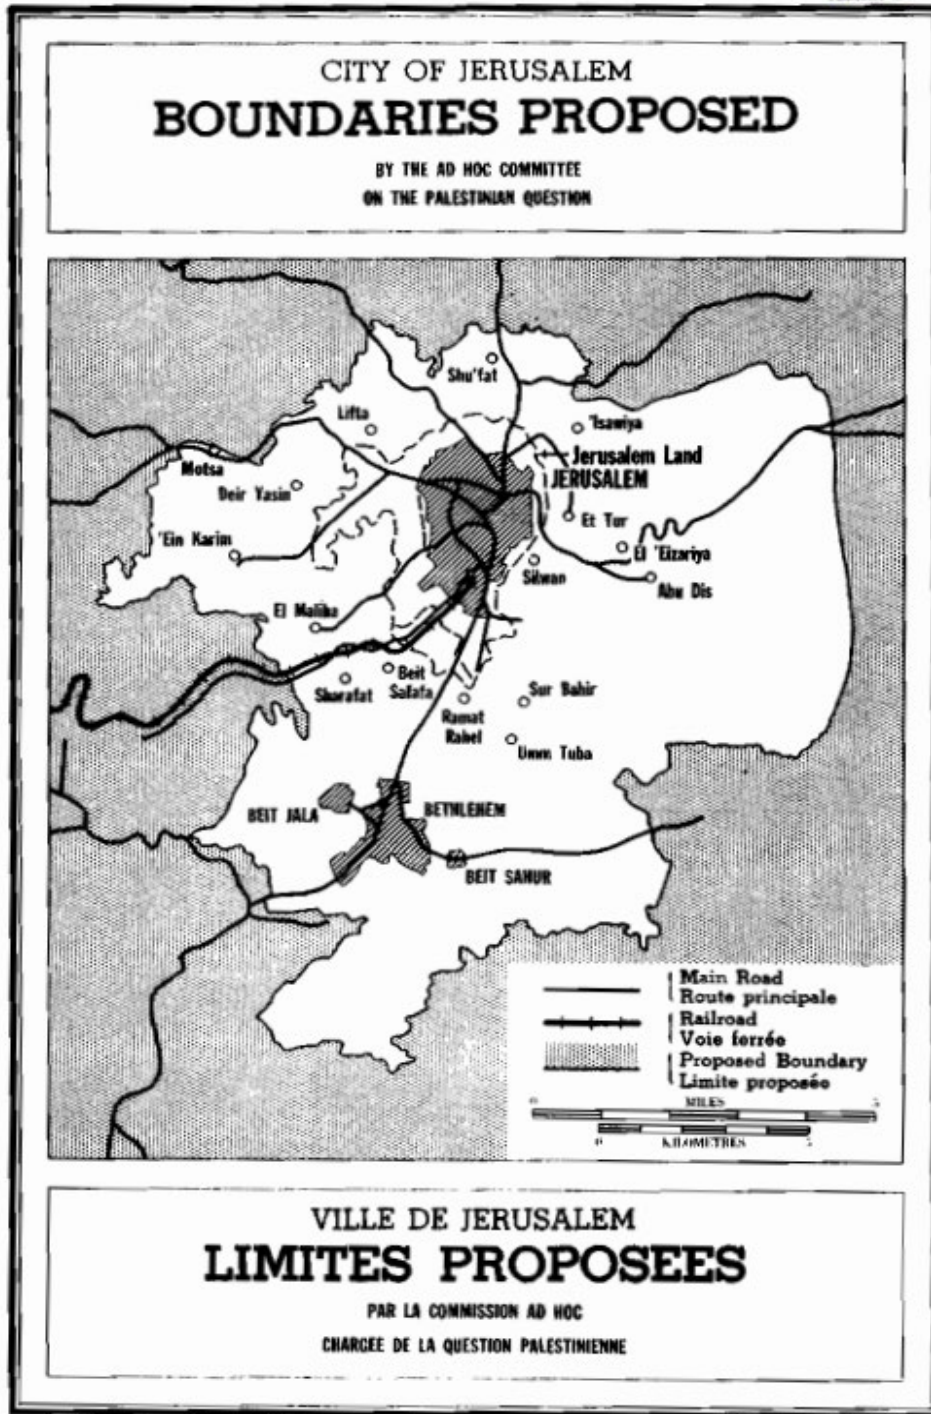 CITY OF JERUSALEM
BOUNDARIES PROPOSED
BY THE AD HOC COMMITTEE
ON THE PALESTINIAN QUESTION
Shu'fat
Lifta
'Isawiya
Jerusalem Land
JERUSALEM
Motsa
Deir Yasin
Et Tur
'Ein Karim
El 'Eizariya
Silwan
Abu Dis
El Maliha
Sharafat
Beit
Safafa
Sur Bahir
Ramat
Rahel
Umm Tuba
BEIT JALA
BETHLEHEM
BEIT SAHUR
Main Road
Route principale
Railroad
Voie ferrée
Proposed Boundary
Limite proposée
0 MILES 5
0 KILOMETRES 5
VILLE DE JERUSALEM
LIMITES PROPOSEES
PAR LA COMMISSION AD HOC
CHARGEE DE LA QUESTION PALESTINIENNE